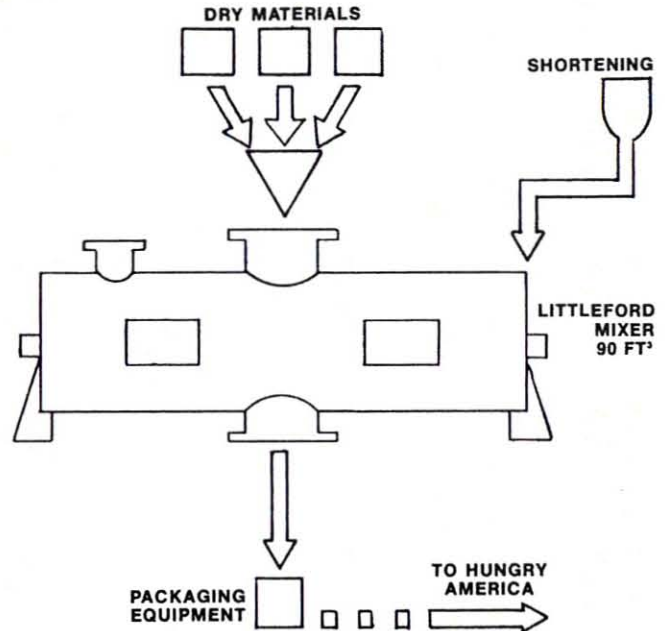 DRY MATERIALS
SHORTENING
LITTLEFORD
MIXER
90 FT³
PACKAGING
EQUIPMENT
TO HUNGRY
AMERICA